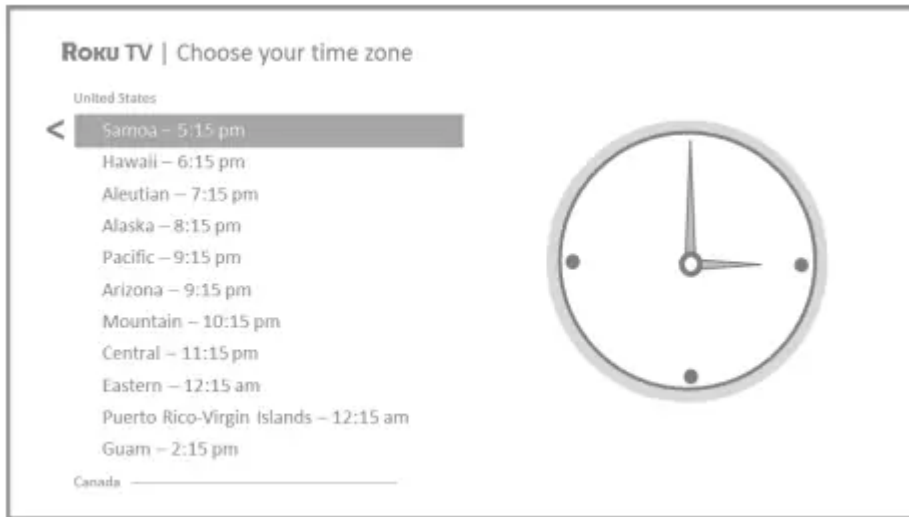 ROKU TV | Choose your time zone
United States
<
Samoa – 5:15 pm
Hawaii – 6:15 pm
Aleutian – 7:15 pm
Alaska – 8:15 pm
Pacific – 9:15 pm
Arizona – 9:15 pm
Mountain – 10:15 pm
Central – 11:15 pm
Eastern – 12:15 am
Puerto Rico-Virgin Islands – 12:15 am
Guam – 2:15 pm
Canada